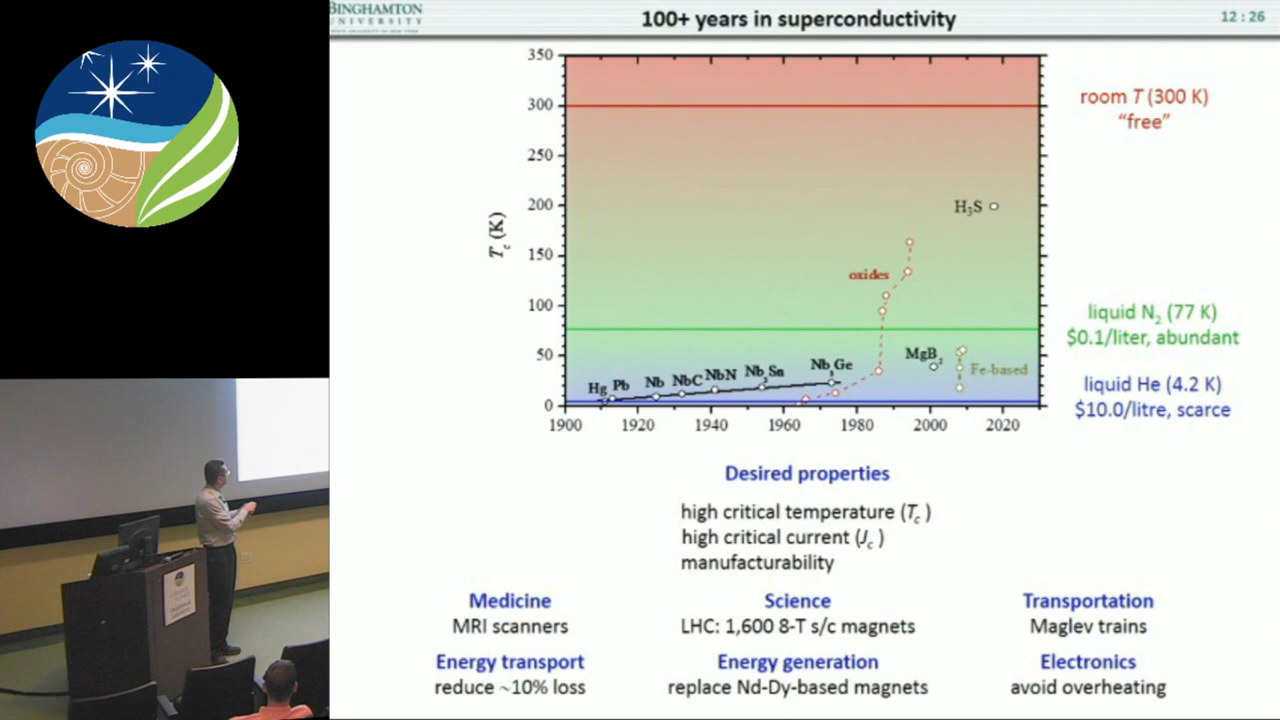 BINGHAMTON
UNIVERSITY
100+ years in superconductivity
12 : 26
350
300
250
200
150
100
50
0
T_c (K)
1900 1920 1940 1960 1980 2000 2020
Hg
Pb
Nb
NbC
NbN
Nb3Sn
Nb3Ge
oxides
MgB2
Fe-based
H3S
room T (300 K)
“free”
liquid N2 (77 K)
$0.1/liter, abundant
liquid He (4.2 K)
$10.0/litre, scarce
Desired properties
high critical temperature (Tc )
high critical current (Jc )
manufacturability
Medicine
MRI scanners
Science
LHC: 1,600 8-T s/c magnets
Transportation
Maglev trains
Energy transport
reduce ~10% loss
Energy generation
replace Nd-Dy-based magnets
Electronics
avoid overheating